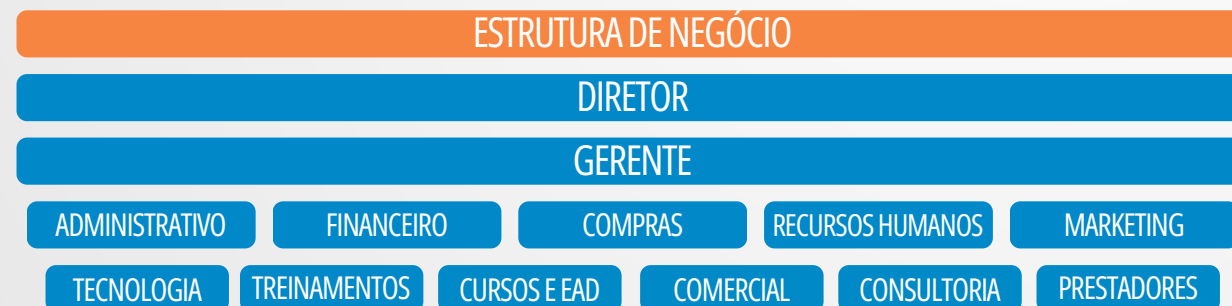 ESTRUTURA DE NEGÓCIO
DIRETOR
GERENTE
ADMINISTRATIVO FINANCEIRO COMPRAS RECURSOS HUMANOS MARKETING
TECNOLOGIA TREINAMENTOS CURSOS E EAD COMERCIAL CONSULTORIA PRESTADORES